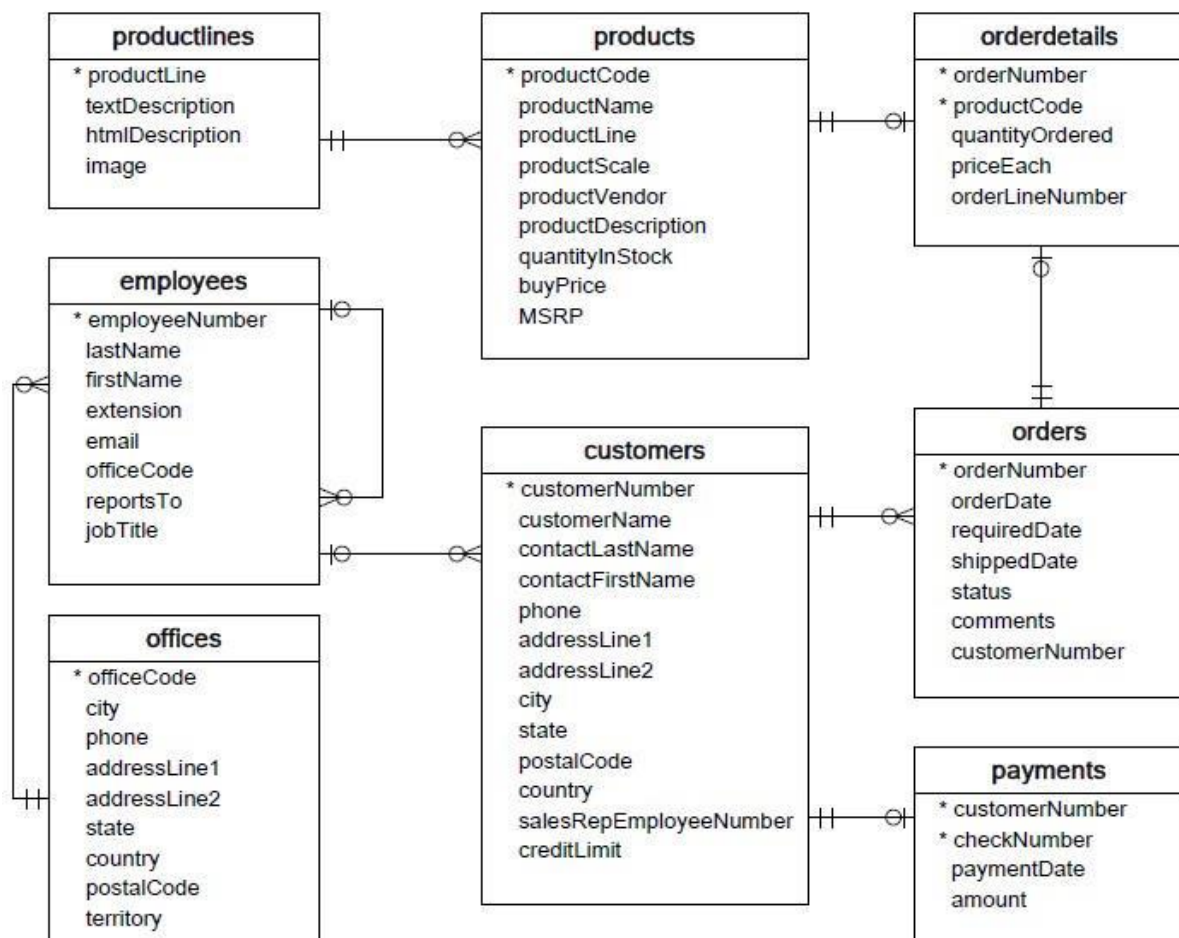 productlines
* productLine
textDescription
htmlDescription
image
products
* productCode
productName
productLine
productScale
productVendor
productDescription
quantityInStock
buyPrice
MSRP
orderdetails
* orderNumber
* productCode
quantityOrdered
priceEach
orderLineNumber
employees
* employeeNumber
lastName
firstName
extension
email
officeCode
reportsTo
jobTitle
customers
* customerNumber
customerName
contactLastName
contactFirstName
phone
addressLine1
addressLine2
city
state
postalCode
country
salesRepEmployeeNumber
creditLimit
orders
* orderNumber
orderDate
requiredDate
shippedDate
status
comments
customerNumber
offices
* officeCode
city
phone
addressLine1
addressLine2
state
country
postalCode
territory
payments
* customerNumber
* checkNumber
paymentDate
amount